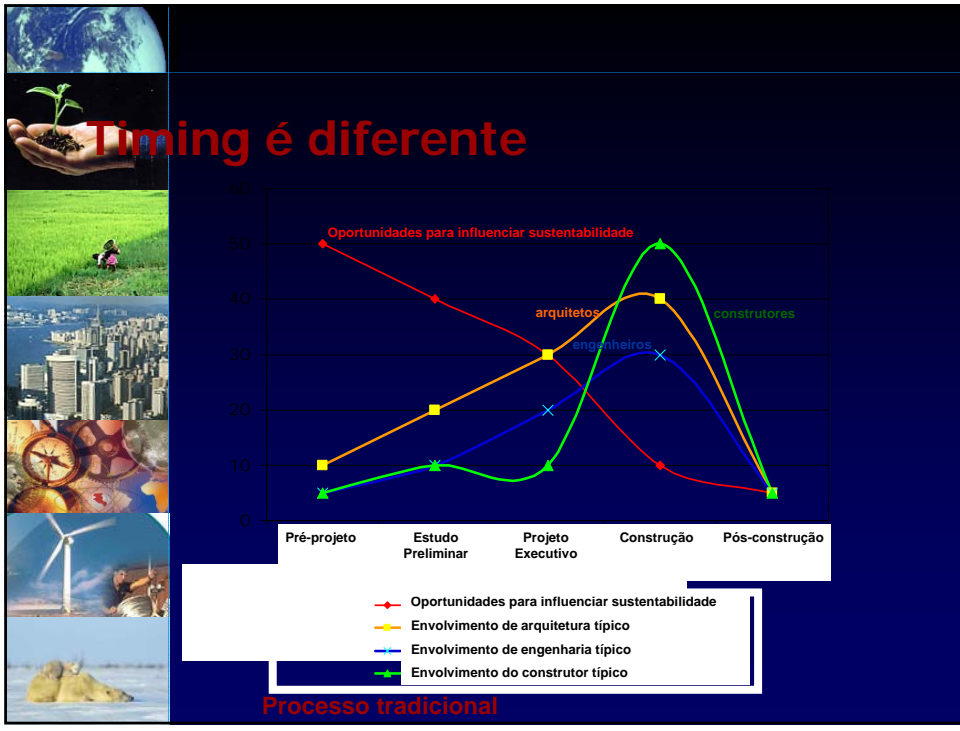 Timing é diferente
60
50
40
30
20
10
0
Oportunidades para influenciar sustentabilidade
arquitetos
construtores
engenheiros
Pré-projeto
Estudo
Preliminar
Projeto
Executivo
Construção
Pós-construção
Oportunidades para influenciar sustentabilidade
Envolvimento de arquitetura típico
Envolvimento de engenharia típico
Envolvimento do construtor típico
Processo tradicional